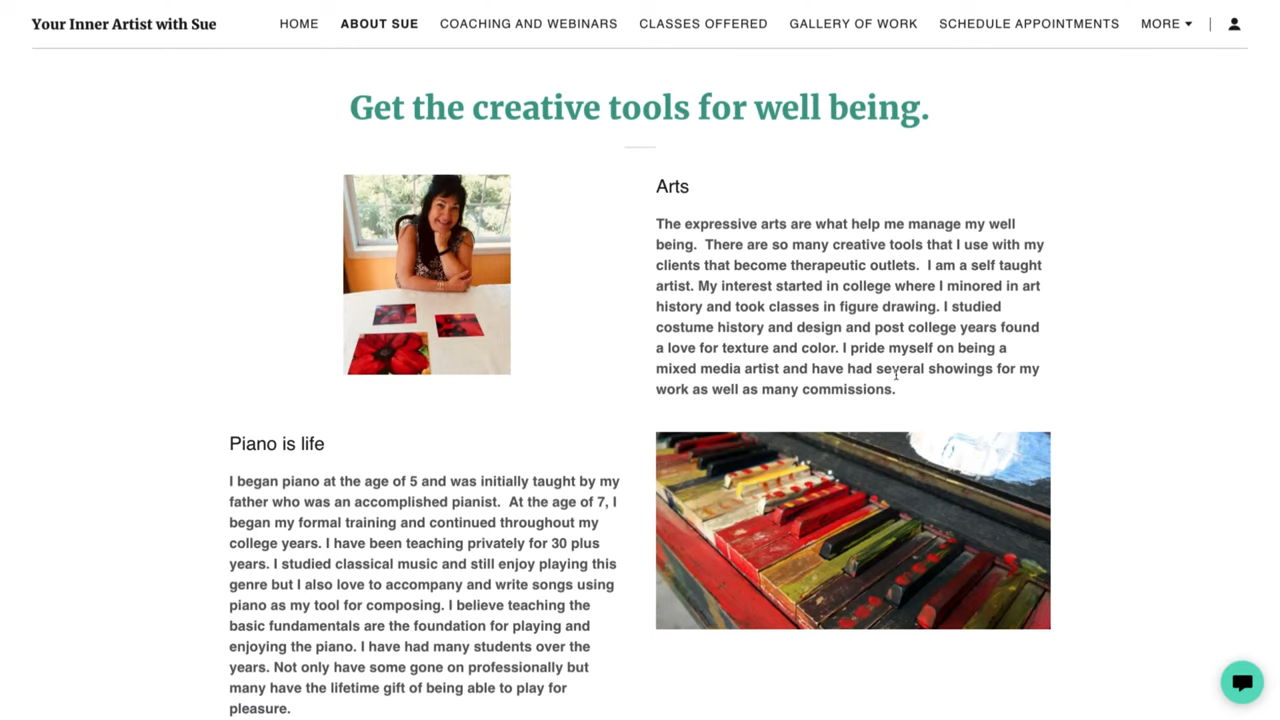 Your Inner Artist with Sue
HOME ABOUT SUE COACHING AND WEBINARS CLASSES OFFERED GALLERY OF WORK SCHEDULE APPOINTMENTS MORE
Get the creative tools for well being.
Arts
The expressive arts are what help me manage my well
being.  There are so many creative tools that I use with my
clients that become therapeutic outlets.  I am a self taught
artist. My interest started in college where I minored in art
history and took classes in figure drawing. I studied
costume history and design and post college years found
a love for texture and color. I pride myself on being a
mixed media artist and have had several showings for my
work as well as many commissions.
Piano is life
I began piano at the age of 5 and was initially taught by my
father who was an accomplished pianist.  At the age of 7, I
began my formal training and continued throughout my
college years. I have been teaching privately for 30 plus
years. I studied classical music and still enjoy playing this
genre but I also love to accompany and write songs using
piano as my tool for composing. I believe teaching the
basic fundamentals are the foundation for playing and
enjoying the piano. I have had many students over the
years. Not only have some gone on professionally but
many have the lifetime gift of being able to play for
pleasure.